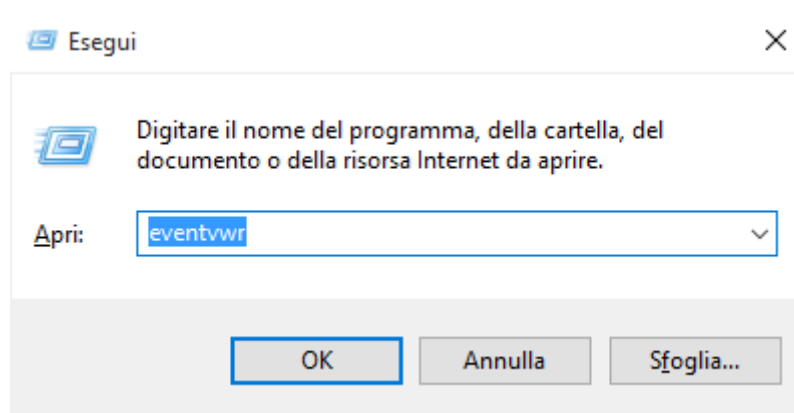 Esegui
Digitare il nome del programma, della cartella, del
documento o della risorsa Internet da aprire.
Apri: eventvwr
OK Annulla Sfoglia...